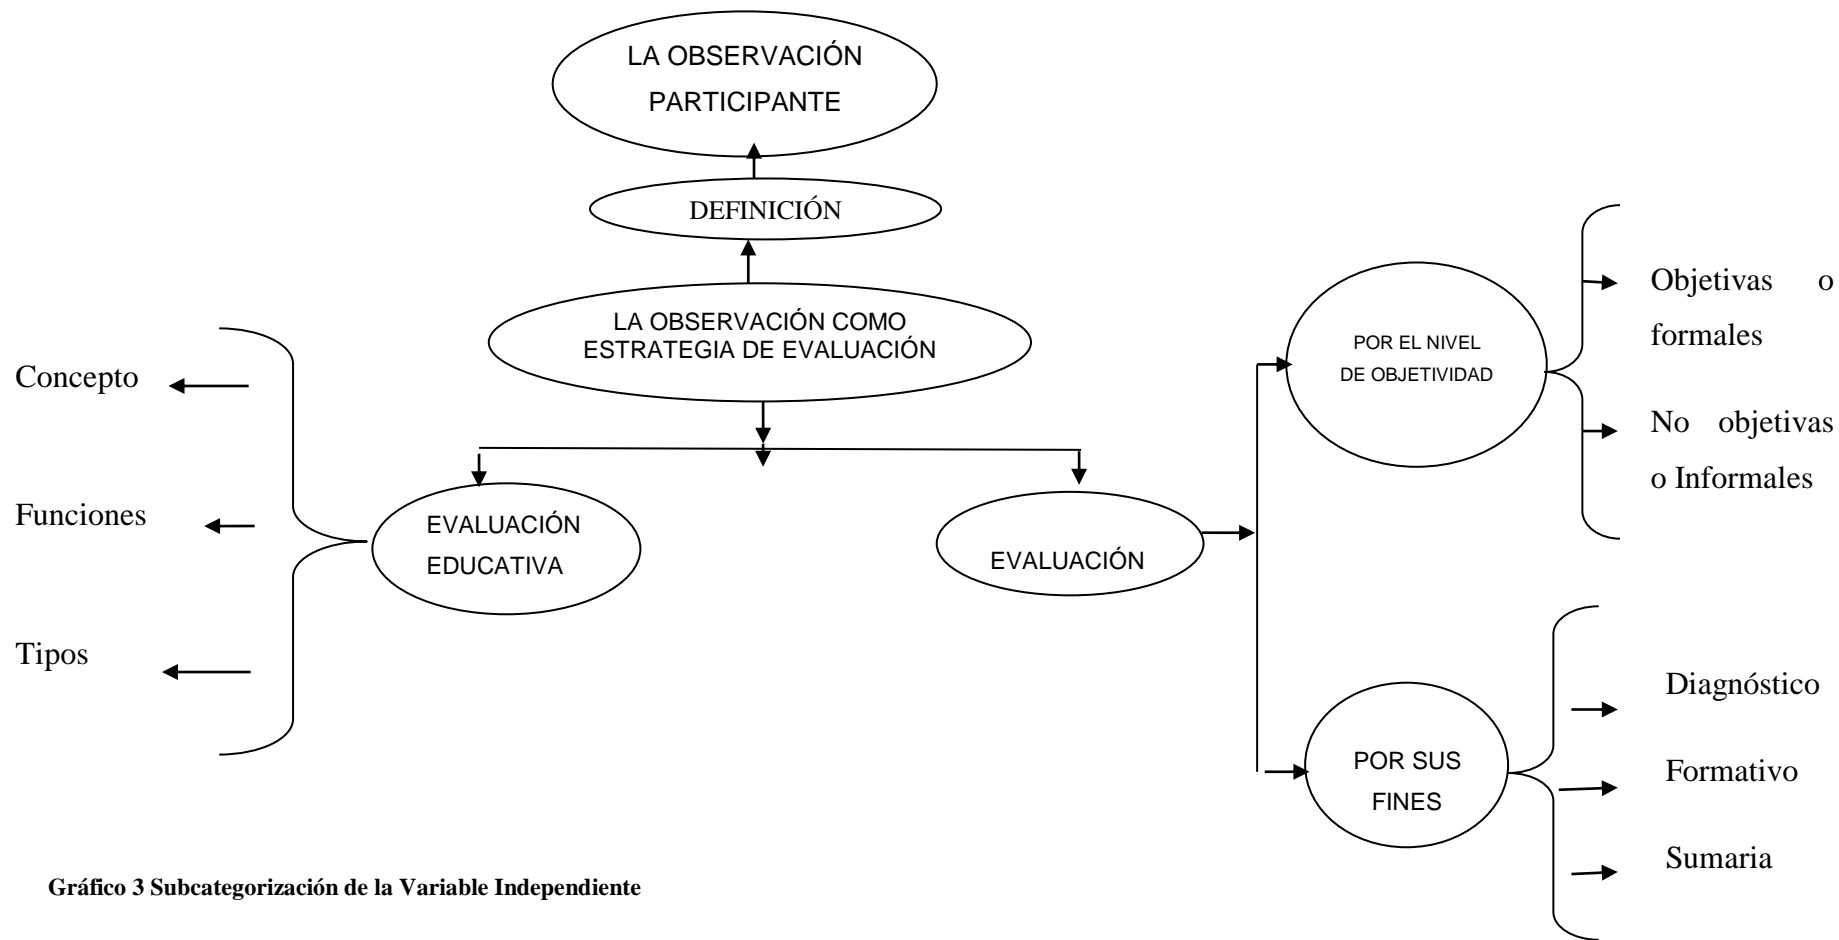 LA OBSERVACIÓN
PARTICIPANTE
DEFINICIÓN
LA OBSERVACIÓN COMO
ESTRATEGIA DE EVALUACIÓN
Concepto
Funciones
Tipos
EVALUACIÓN
EDUCATIVA
EVALUACIÓN
POR EL NIVEL
DE OBJETIVIDAD
Objetivas o
formales
No objetivas
o Informales
POR SUS
FINES
Diagnóstico
Formativo
Sumaria
Gráfico 3 Subcategorización de la Variable Independiente